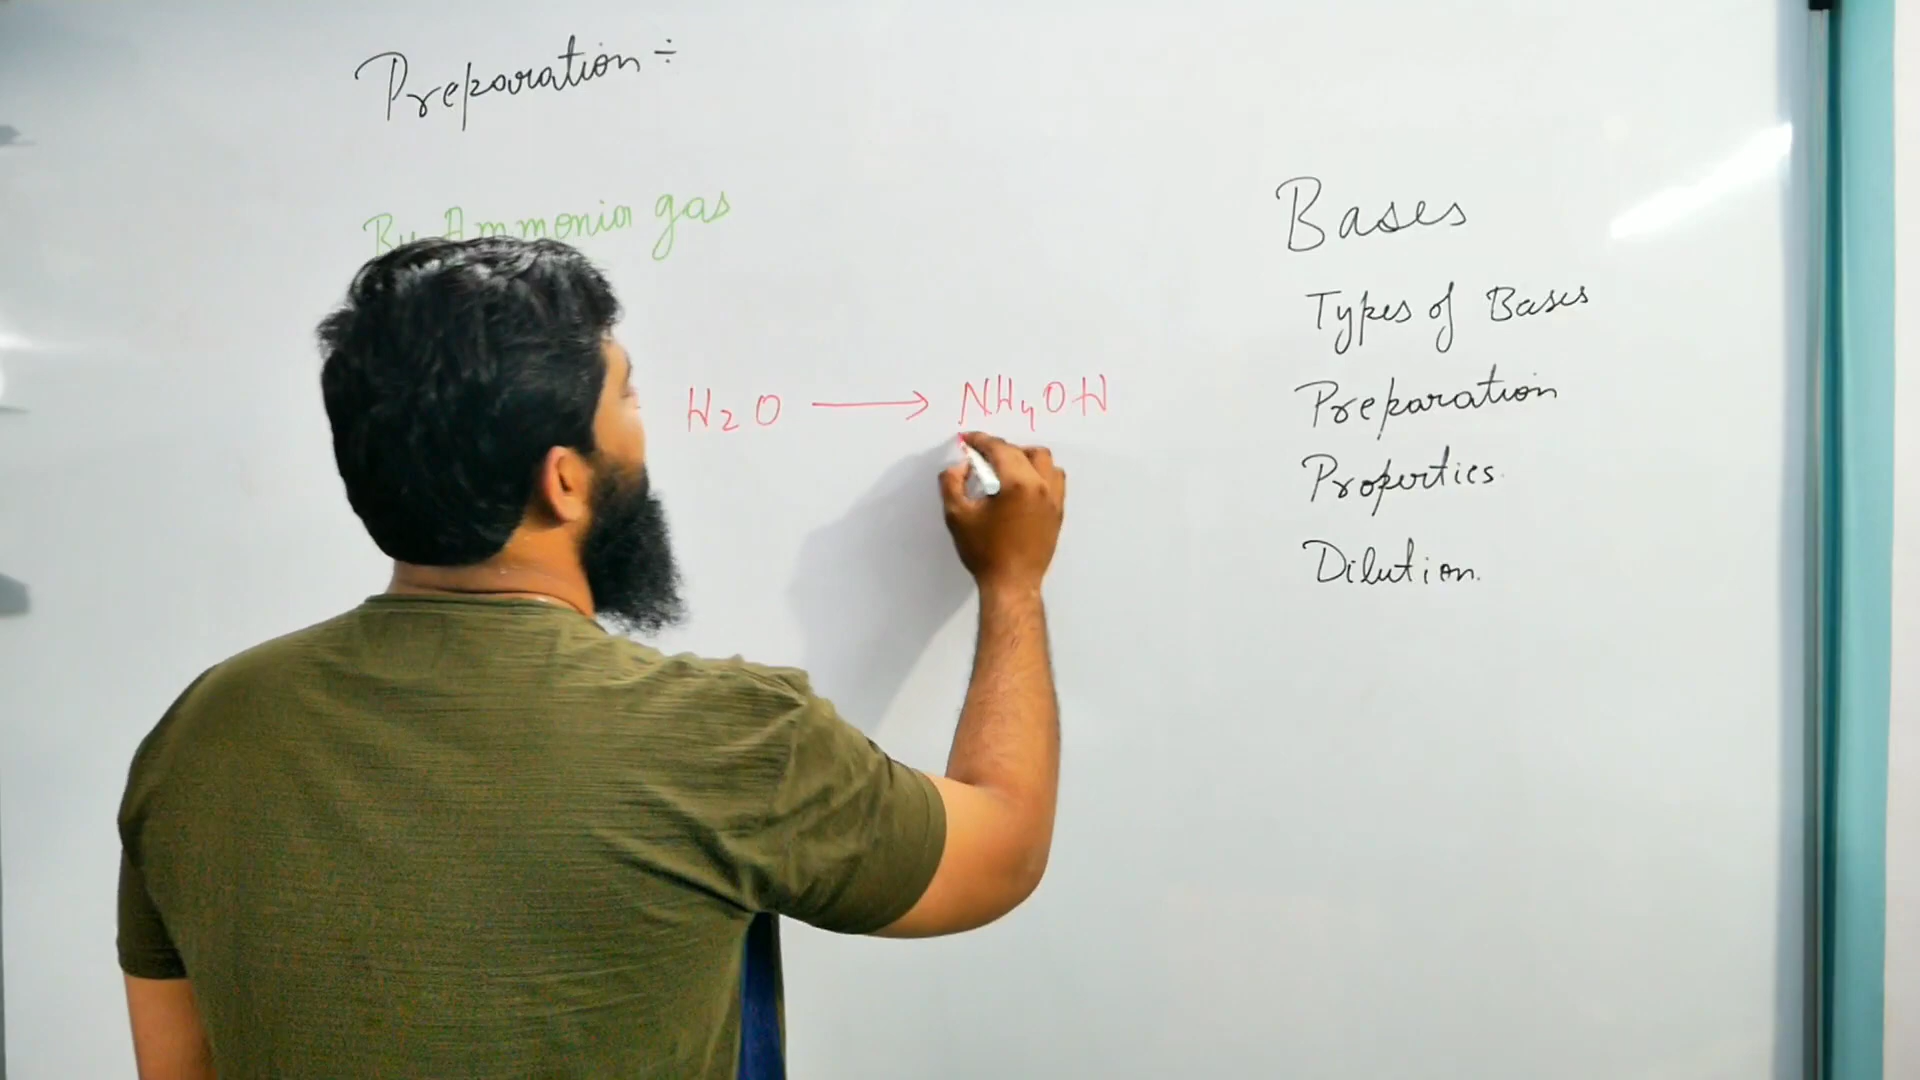 Preparation ÷
By Ammonia gas
H₂O ⟶ NH₄OH
Bases
Types of Bases
Preparation
Properties.
Dilution.